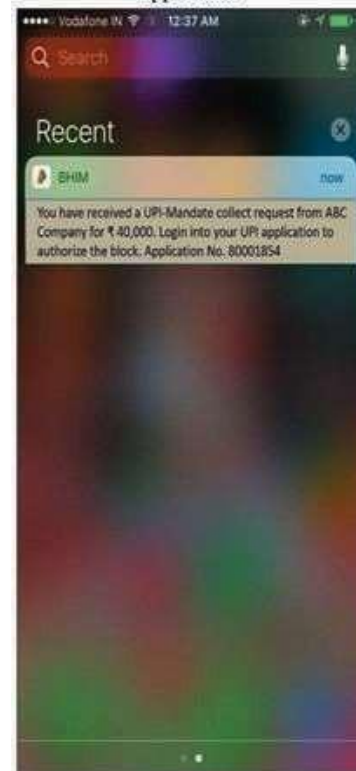 Vodafone IN 12:37 AM
Search
Recent
BHIM now
You have received a UPI-Mandate collect request from ABC
Company for ₹ 40,000. Login into your UPI application to
authorize the block. Application No. 80001854